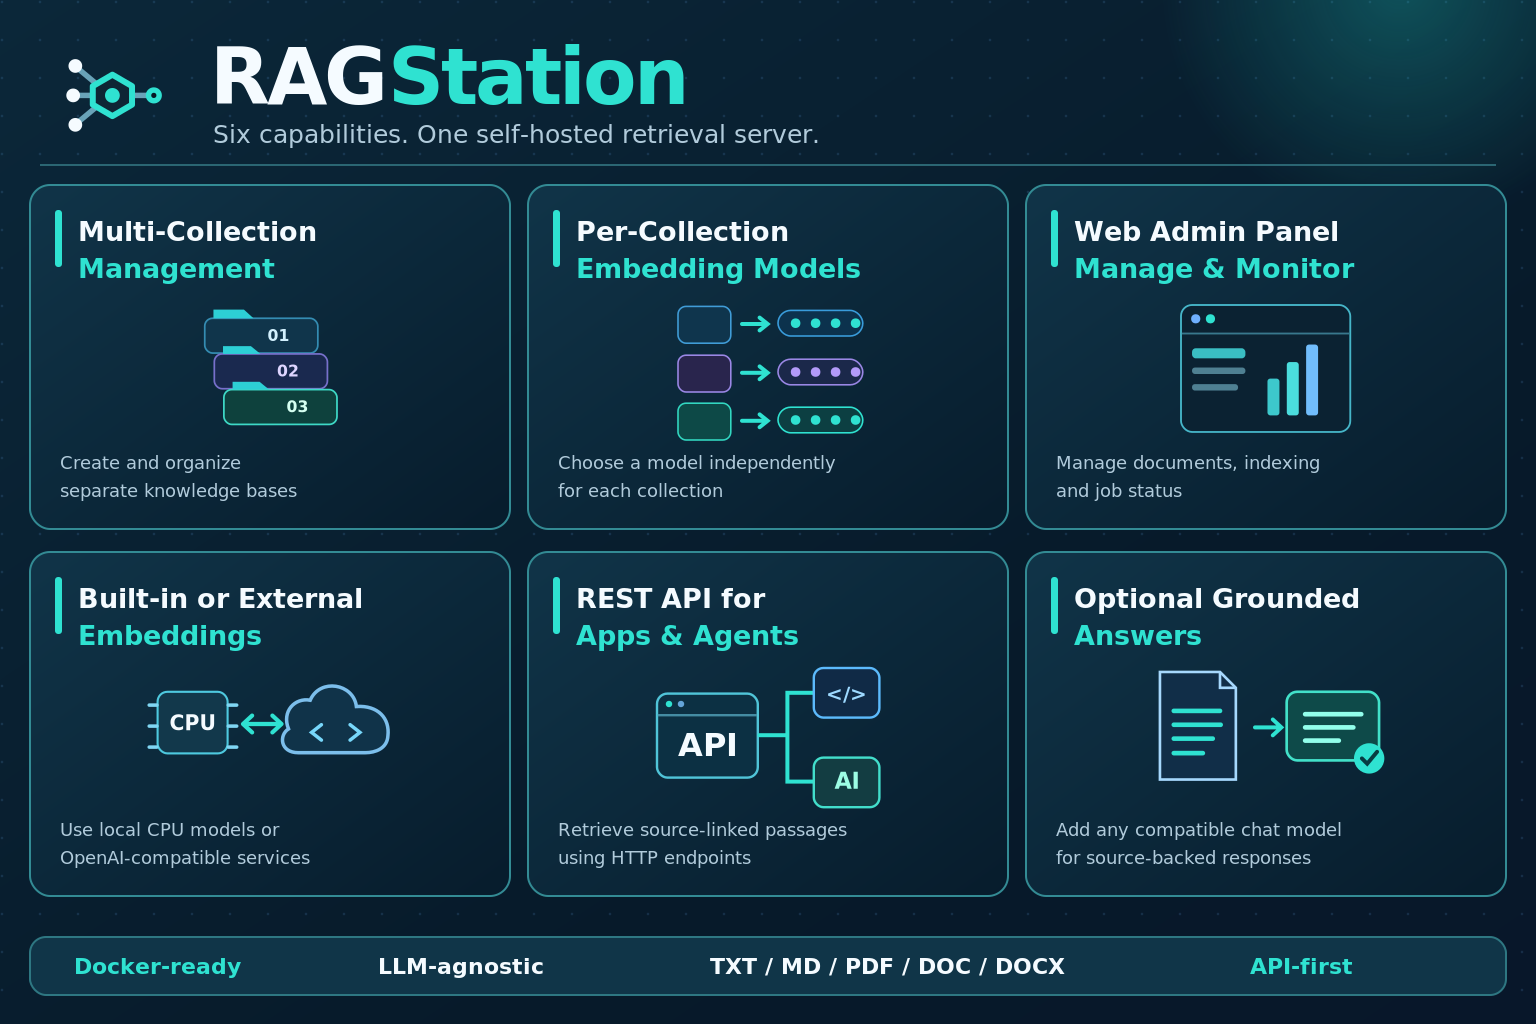 RAGStation
Six capabilities. One self-hosted retrieval server.
Multi-Collection
Management
01
02
03
Create and organize
separate knowledge bases
Per-Collection
Embedding Models
Choose a model independently
for each collection
Web Admin Panel
Manage & Monitor
Manage documents, indexing
and job status
Built-in or External
Embeddings
CPU
Use local CPU models or
OpenAI-compatible services
REST API for
Apps & Agents
API
</>
AI
Retrieve source-linked passages
using HTTP endpoints
Optional Grounded
Answers
Add any compatible chat model
for source-backed responses
Docker-ready
LLM-agnostic
TXT / MD / PDF / DOC / DOCX
API-first